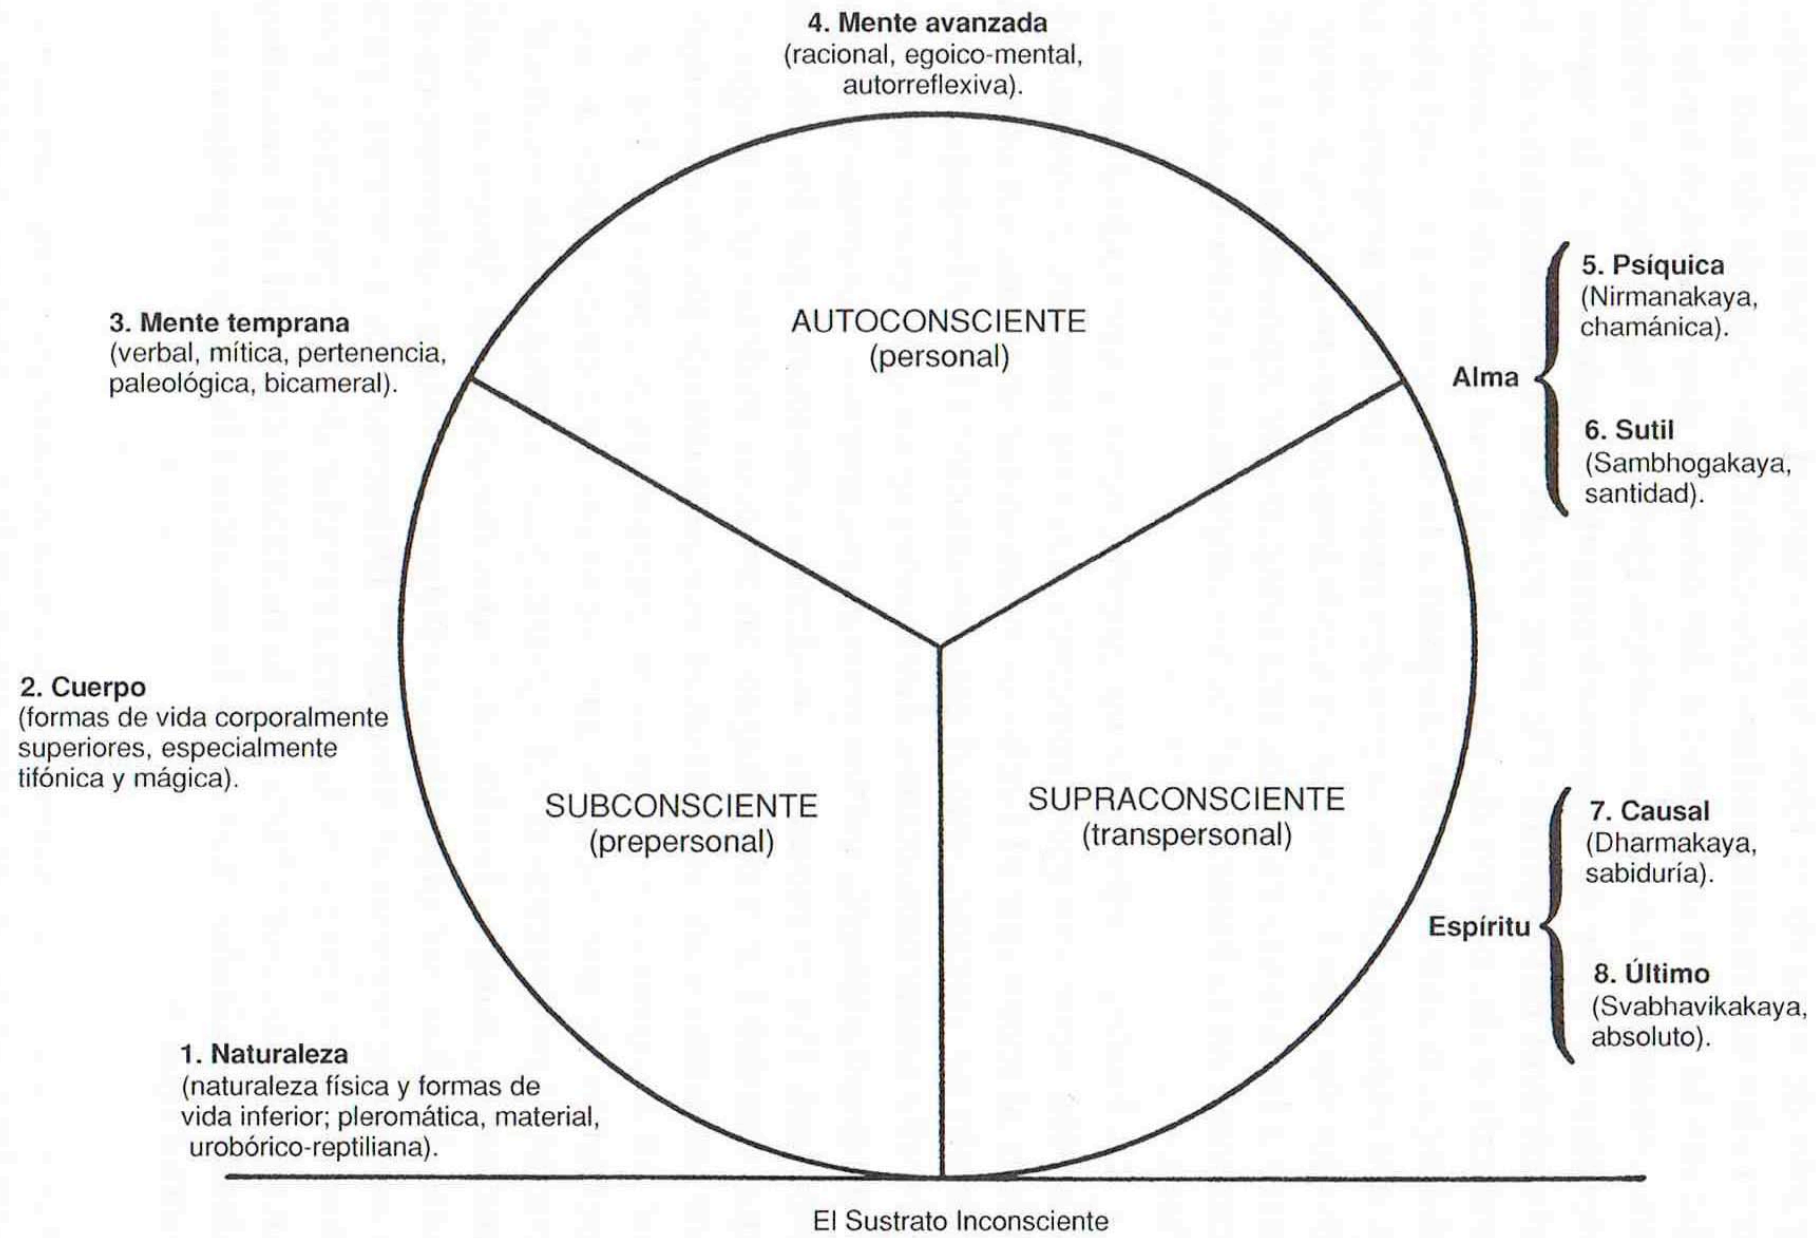 4. Mente avanzada
(racional, egoico-mental,
autorreflexiva).
AUTOCONSCIENTE
(personal)
3. Mente temprana
(verbal, mítica, pertenencia,
paleológica, bicameral).
5. Psíquica
(Nirmanakaya,
chamánica).
Alma
6. Sutil
(Sambhogakaya,
santidad).
2. Cuerpo
(formas de vida corporalmente
superiores, especialmente
tifónica y mágica).
SUBCONSCIENTE
(prepersonal)
SUPRACONSCIENTE
(transpersonal)
7. Causal
(Dharmakaya,
sabiduría).
Espíritu
8. Último
(Svabhavikakaya,
absoluto).
1. Naturaleza
(naturaleza física y formas de
vida inferior; pleromática, material,
urobórico-reptiliana).
El Sustrato Inconsciente